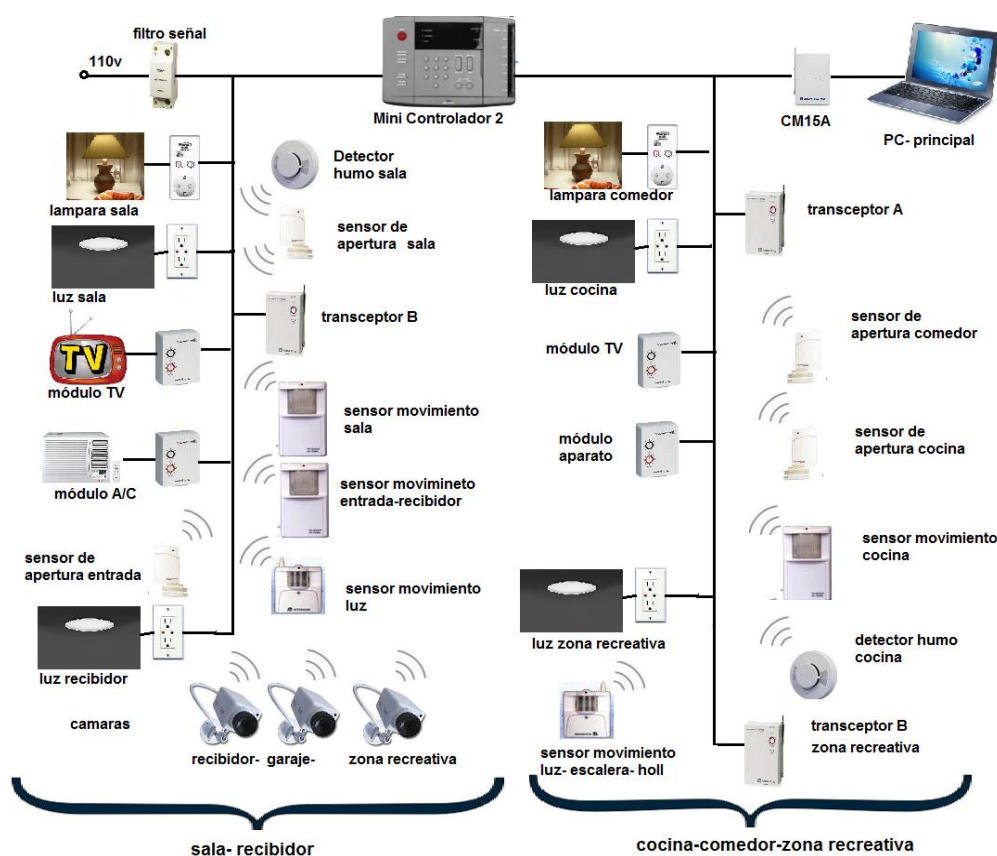 filtro señal
110v
Mini Controlador 2
CM15A
PC- principal
lampara sala
Detector
humo sala
sensor de
apertura sala
luz sala
transceptor B
TV
módulo TV
sensor movimiento
sala
módulo A/C
sensor movimineto
entrada-recibidor
sensor de
apertura entrada
sensor movimiento
luz
luz recibidor
camaras
recibidor- garaje- zona recreativa
sala- recibidor
lampara comedor
transceptor A
luz cocina
sensor de
apertura comedor
módulo TV
módulo
aparato
sensor de
apertura cocina
sensor movimiento
cocina
luz zona recreativa
detector humo
cocina
sensor movimiento
luz- escalera- holl
transceptor B
zona recreativa
cocina-comedor-zona recreativa